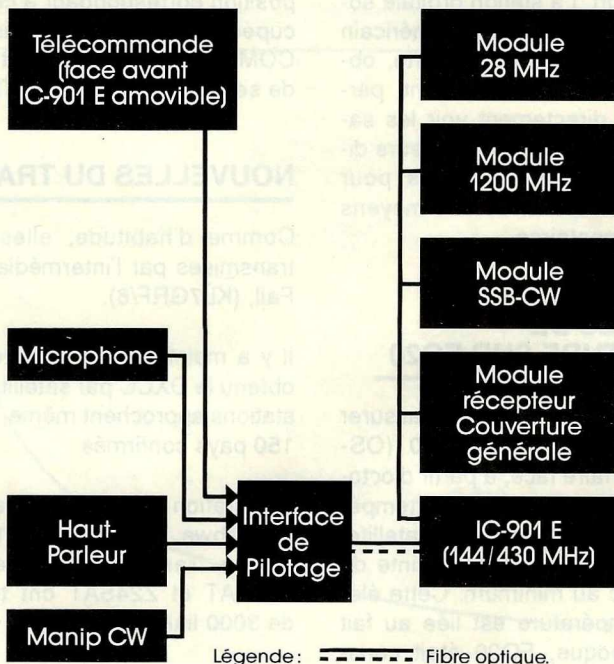 Télécommande
(face avant
IC-901 E amovible)
Microphone
Haut-
Parleur
Manip CW
Interface
de
Pilotage
Module
28 MHz
Module
1200 MHz
Module
SSB-CW
Module
récepteur
Couverture
générale
IC-901 E
(144/430 MHz)
Légende: Fibre optique